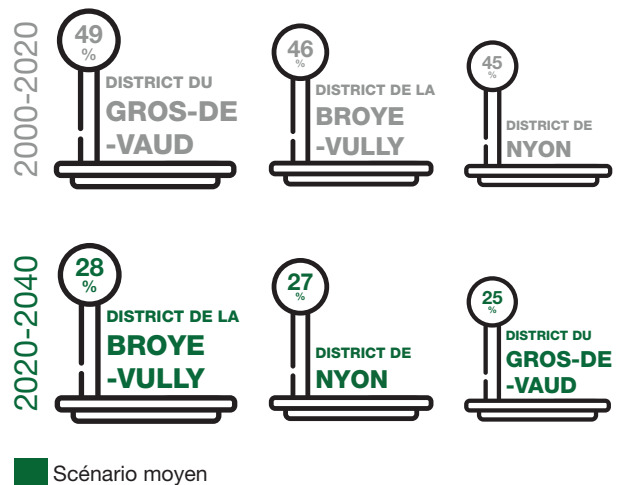 2000-2020
49
%
DISTRICT DU
GROS-DE
-VAUD
46
%
DISTRICT DE LA
BROYE
-VULLY
45
%
DISTRICT DE
NYON
2020-2040
28
%
DISTRICT DE LA
BROYE
-VULLY
27
%
DISTRICT DE
NYON
25
%
DISTRICT DU
GROS-DE
-VAUD
Scénario moyen